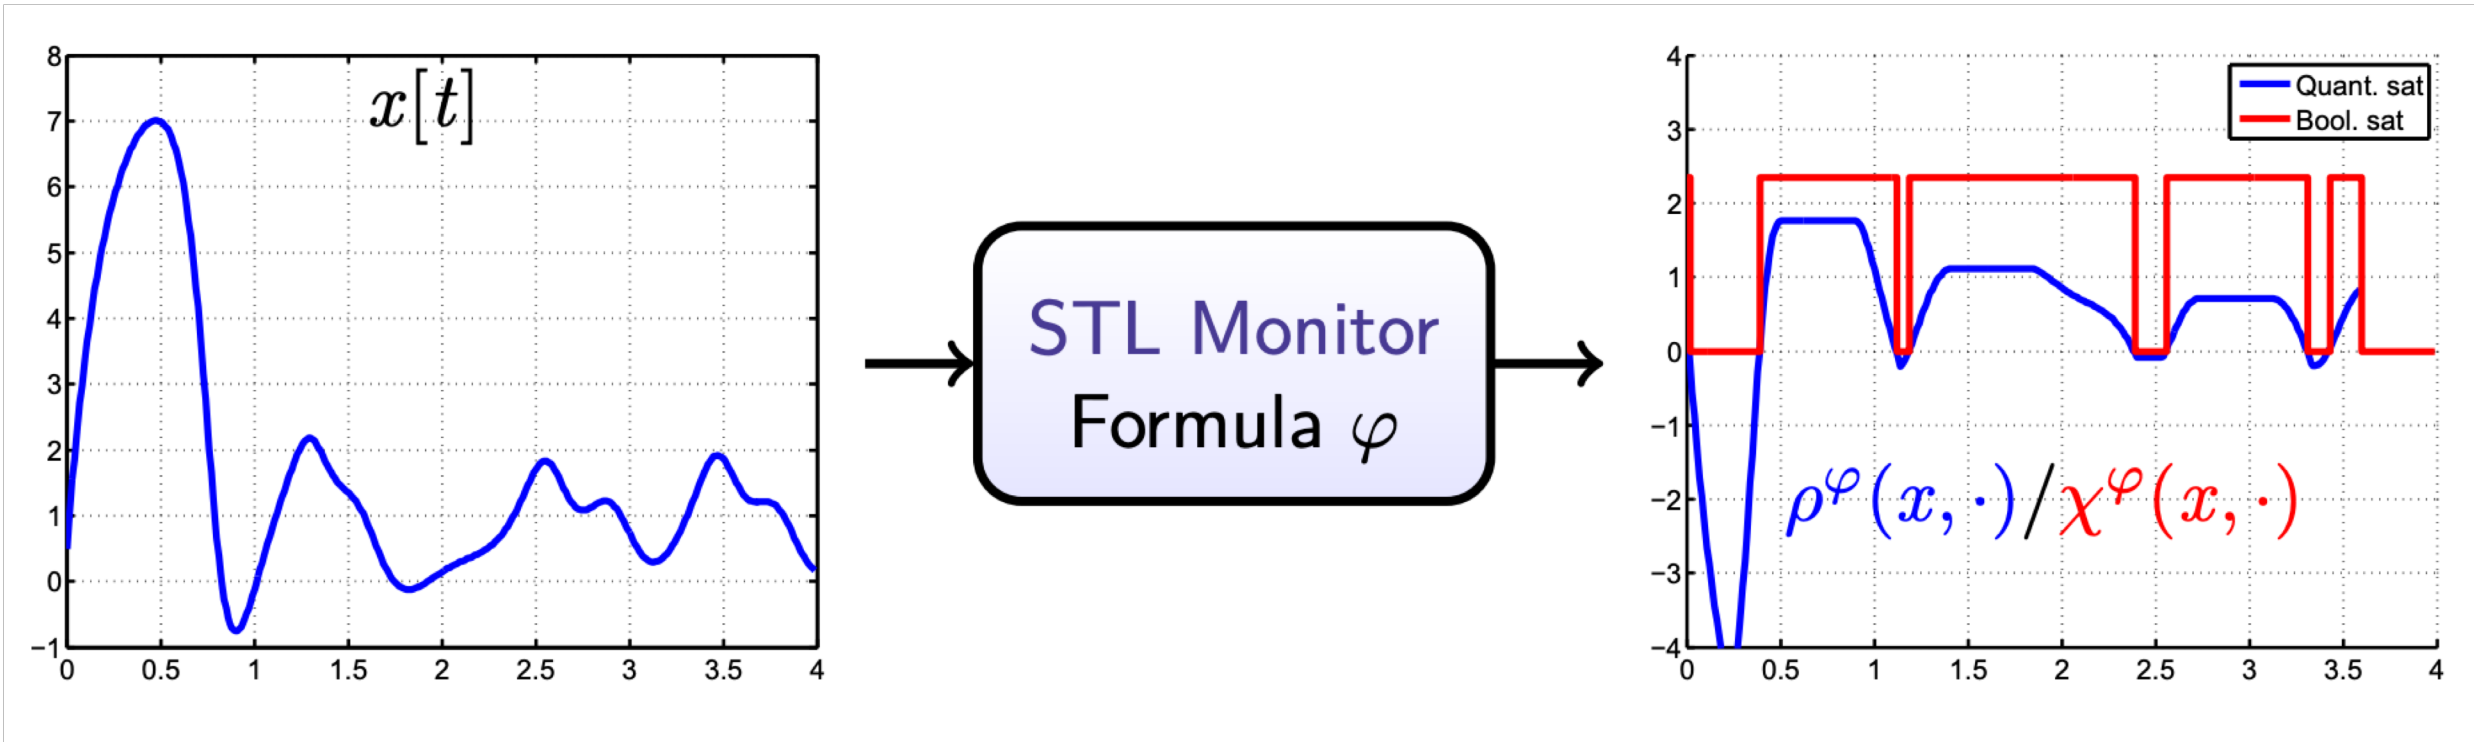 x[t]
8
7
6
5
4
3
2
1
0
−1
0 0.5 1 1.5 2 2.5 3 3.5 4
STL Monitor
Formula φ
Quant. sat
Bool. sat
4
3
2
1
0
−1
−2
−3
−4
ρ^φ(x, ·)/χ^φ(x, ·)
0 0.5 1 1.5 2 2.5 3 3.5 4